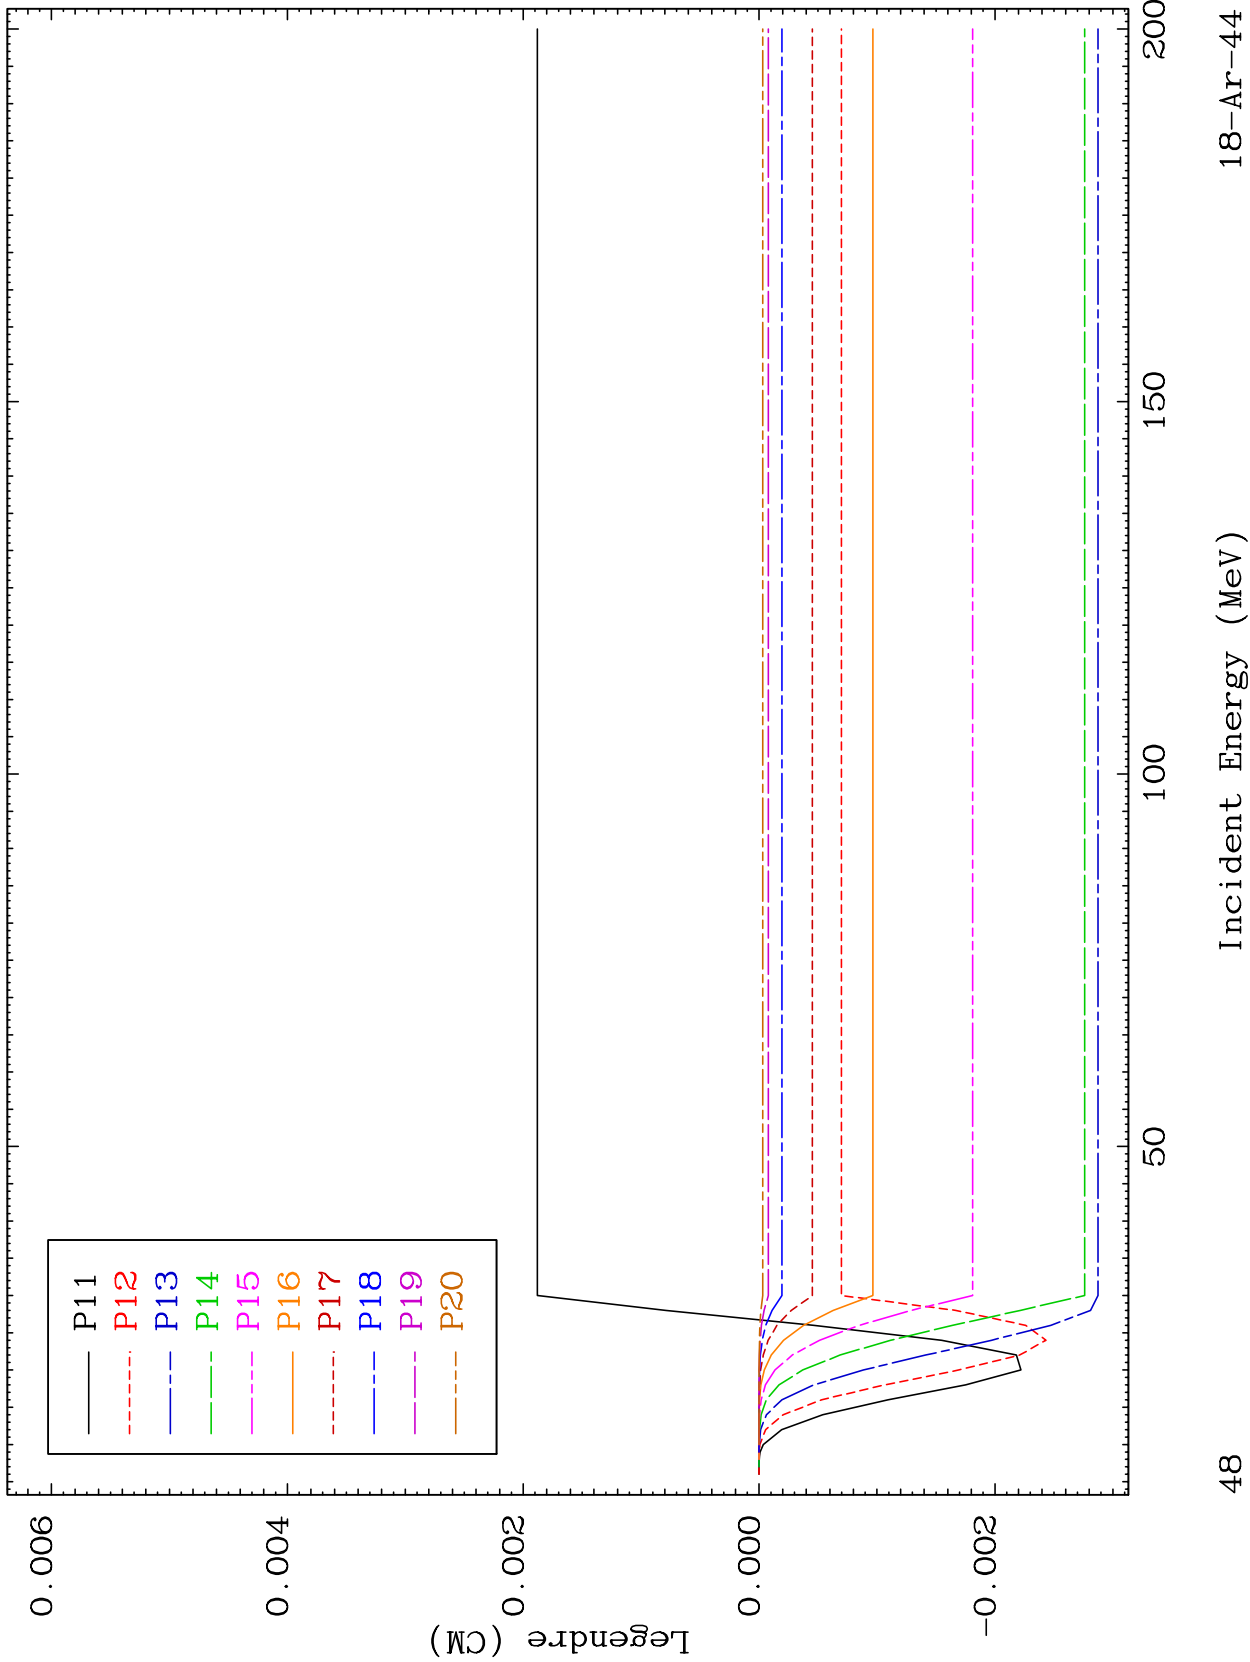 0.006
0.004
0.002
0.000
-0.002
Legendre (CM)
P11
P12
P13
P14
P15
P16
P17
P18
P19
P20
50
100
150
200
Incident Energy (MeV)
48
18-Ar-44